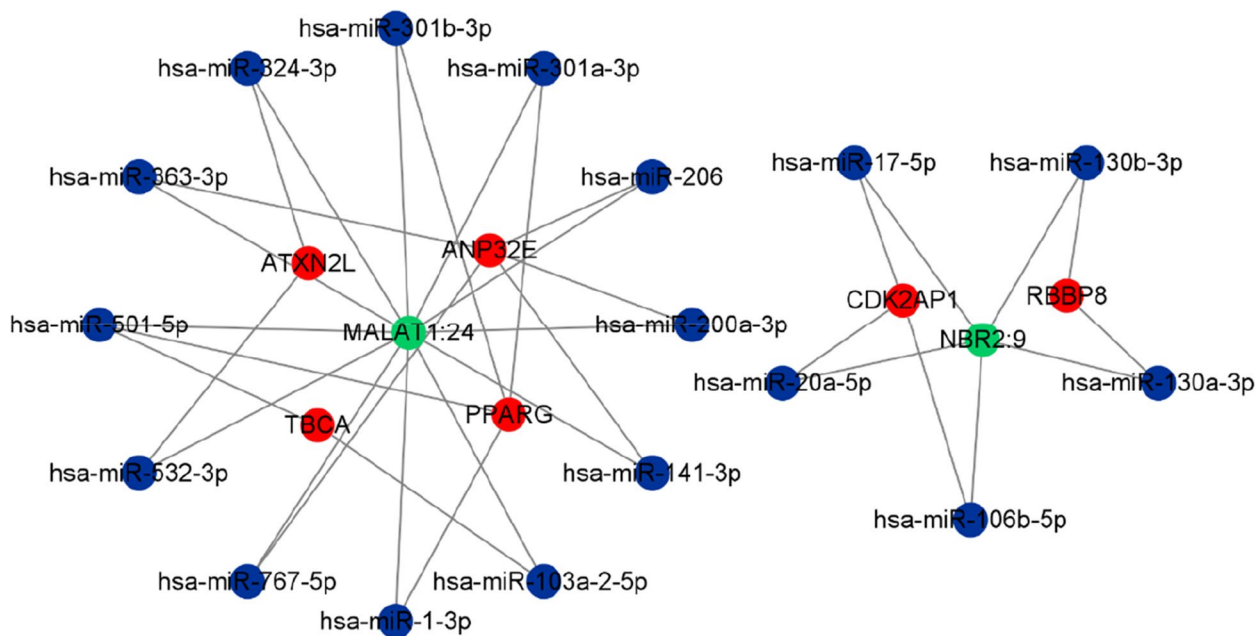 hsa-miR-301b-3p
hsa-miR-324-3p
hsa-miR-301a-3p
hsa-miR-363-3p
hsa-miR-206
ATXN2L
ANP32E
hsa-miR-501-5p
MALAT1:24
hsa-miR-200a-3p
TBCA
PPARG
hsa-miR-532-3p
hsa-miR-141-3p
hsa-miR-767-5p
hsa-miR-103a-2-5p
hsa-miR-1-3p
hsa-miR-17-5p
hsa-miR-130b-3p
CDK2AP1
RBBP8
NBR2:9
hsa-miR-20a-5p
hsa-miR-130a-3p
hsa-miR-106b-5p